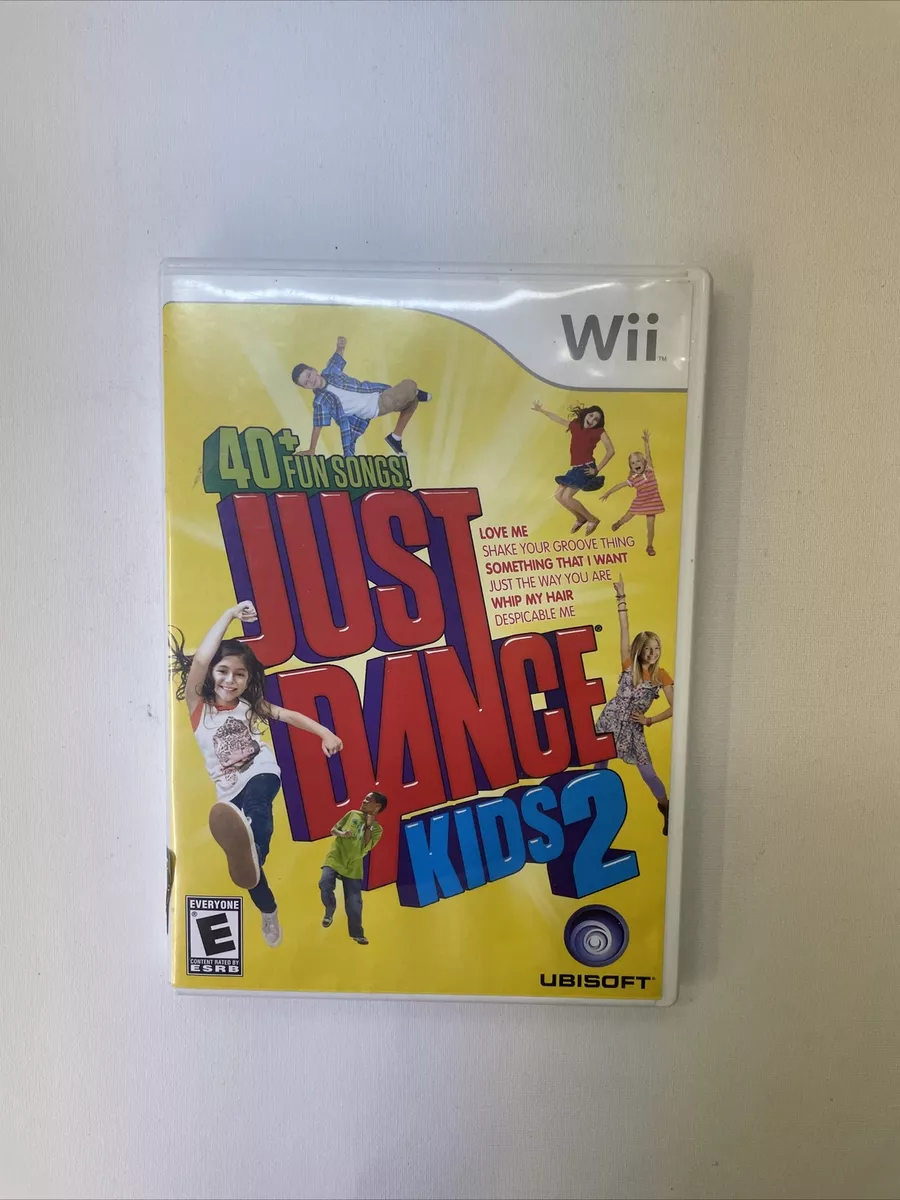 Wii™
40+
FUN SONGS!
JUST
DANCE®
KIDS 2
LOVE ME
SHAKE YOUR GROOVE THING
SOMETHING THAT I WANT
JUST THE WAY YOU ARE
WHIP MY HAIR
DESPICABLE ME
EVERYONE
E
®
CONTENT RATED BY
ESRB
UBISOFT®